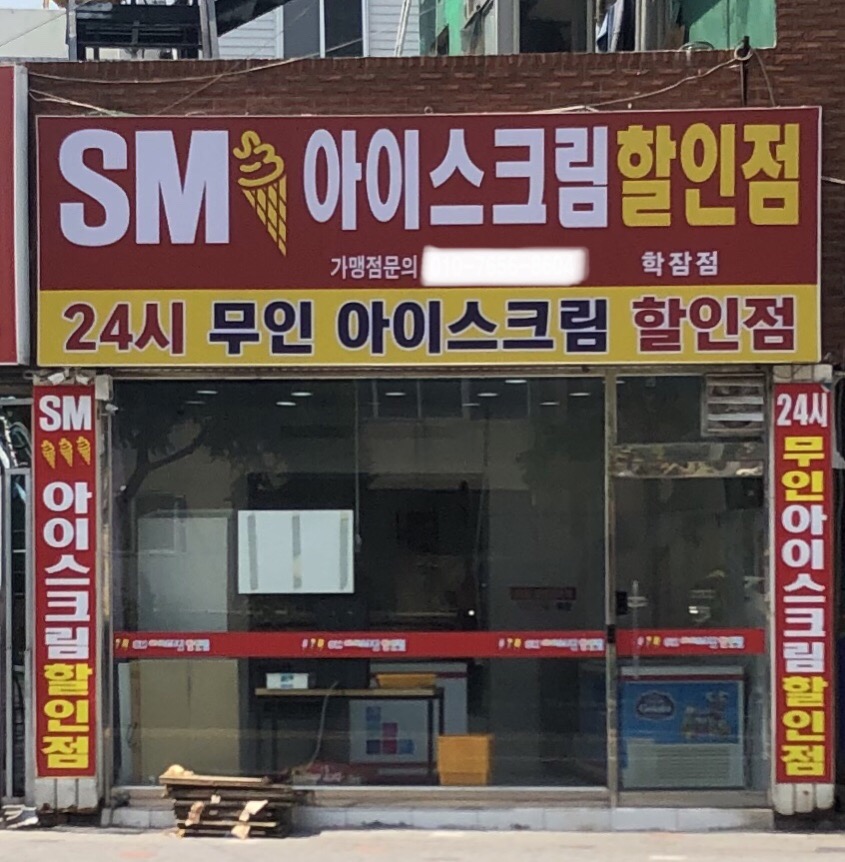 SM 아이스크림할인점
가맹점문의
학잠점
24시 무인 아이스크림 할인점
SM
아이스크림할인점
24시
무인아이스크림할인점